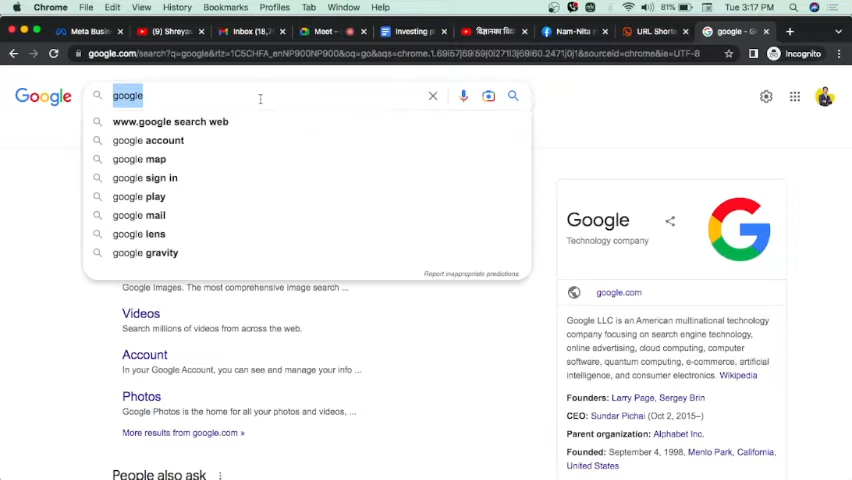 Chrome File Edit View History Bookmarks Profiles Tab Window Help 81% Tue 3:17 PM
Meta Busine (9) Shreyas Inbox (18,7 Meet - Investing p विज्ञानका विद्य Nam-Nita n URL Shorte google - G
google.com/search?q=google&rlz=1C5CHFA_enNP900NP900&oq=go&aqs=chrome.1.69i57j69i59j0i271l3j69i60.2471j0j1&sourceid=chrome&ie=UTF-8 Incognito
Google google
www.google search web
google account
google map
google sign in
google play
google mail
google lens
google gravity
Report inappropriate predictions
Google Images. The most comprehensive image search ...
Videos
Search millions of videos from across the web.
Account
In your Google Account, you can see and manage your info ...
Photos
Google Photos is the home for all your photos and videos, ...
More results from google.com »
People also ask
Google
Technology company
google.com
Google LLC is an American multinational technology
company focusing on search engine technology,
online advertising, cloud computing, computer
software, quantum computing, e-commerce, artificial
intelligence, and consumer electronics. Wikipedia
Founders: Larry Page, Sergey Brin
CEO: Sundar Pichai (Oct 2, 2015–)
Parent organization: Alphabet Inc.
Founded: September 4, 1998, Menlo Park, California,
United States